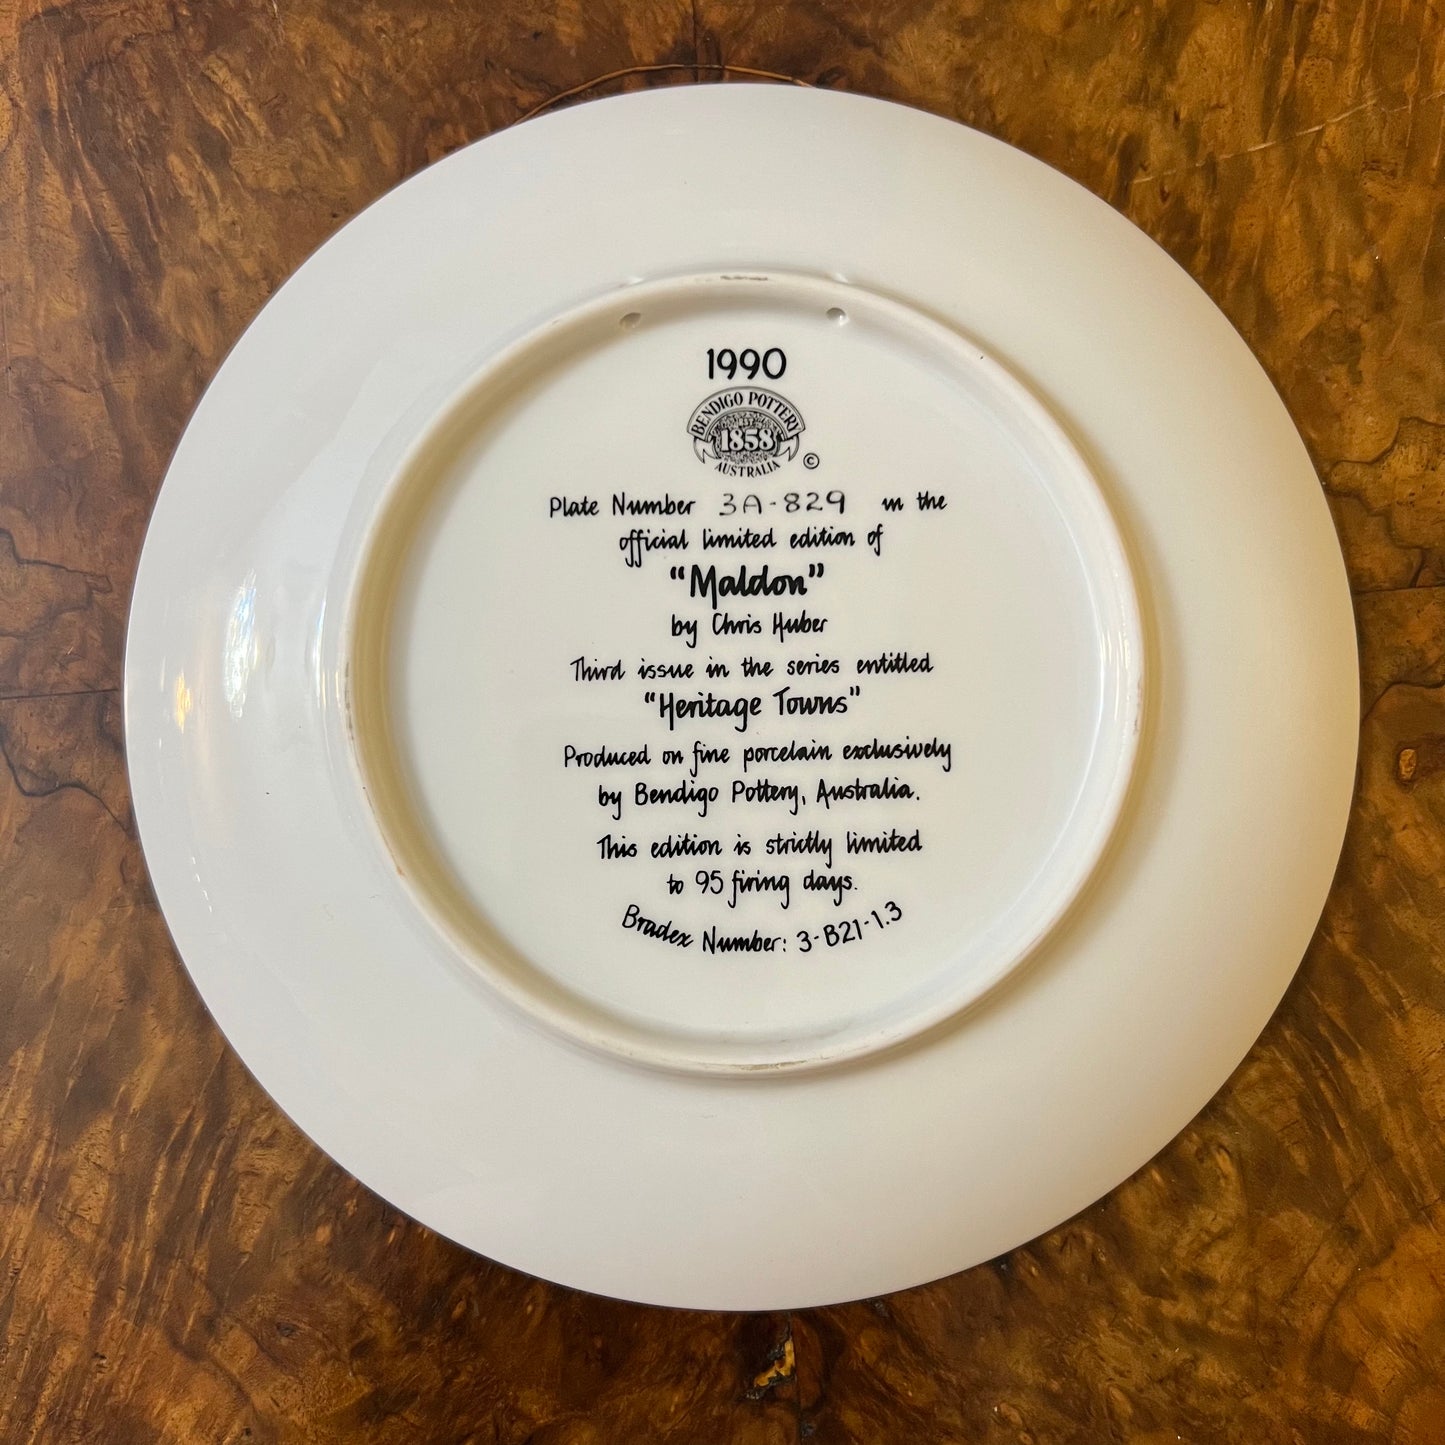 1990
BENDIGO POTTERY
1858
AUSTRALIA ©
Plate Number 3A-829 in the
official limited edition of
"Maldon"
by Chris Huber
Third issue in the series entitled
"Heritage Towns"
Produced on fine porcelain exclusively
by Bendigo Pottery, Australia.
This edition is strictly limited
to 95 firing days.
Bradex Number: 3-B21-1.3